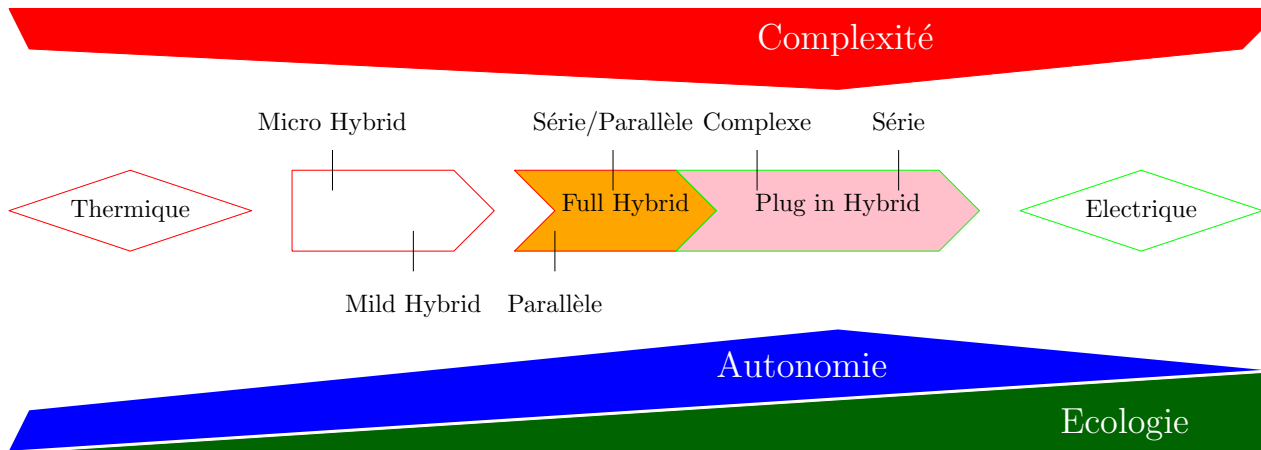 Complexité
Micro Hybrid
Série/Parallèle
Complexe
Série
Thermique
Full Hybrid
Plug in Hybrid
Electrique
Mild Hybrid
Parallèle
Autonomie
Ecologie